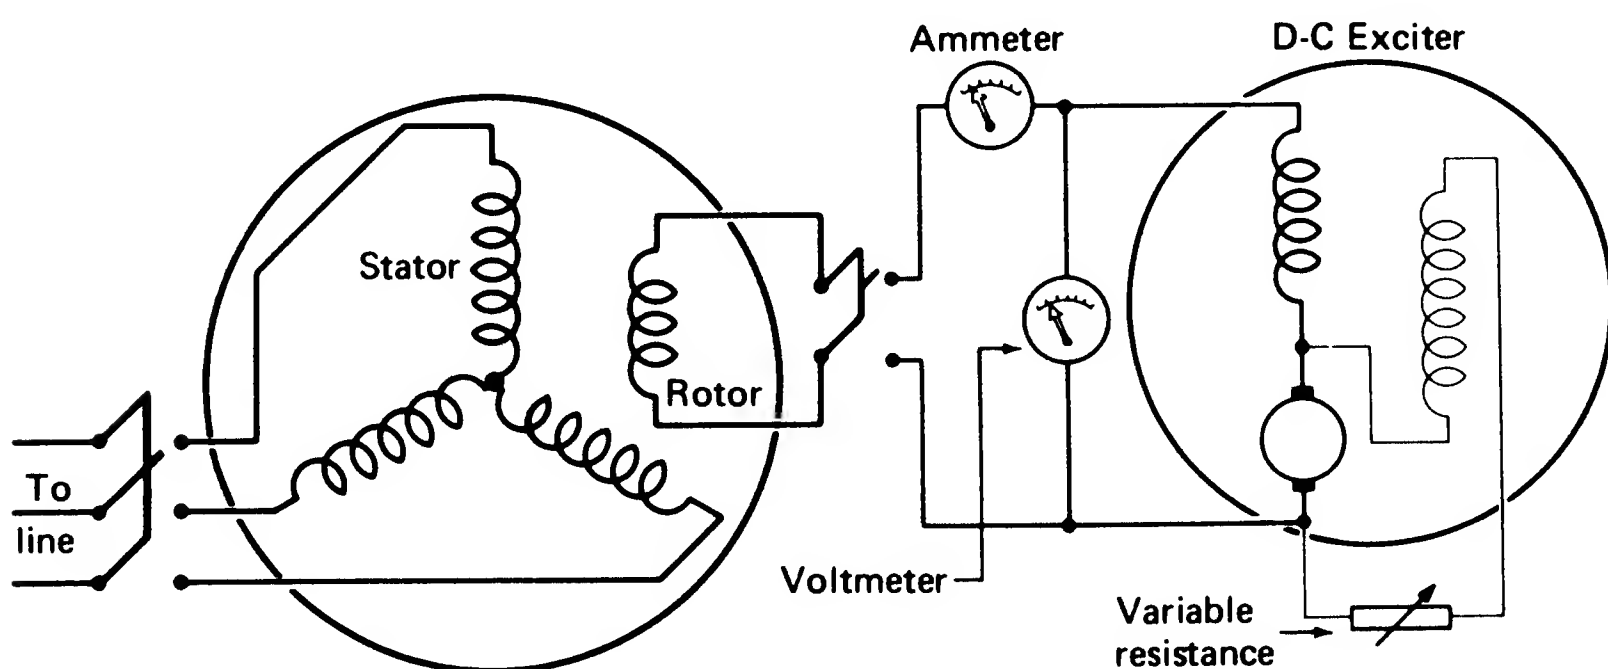 Ammeter
D-C Exciter
Stator
Rotor
To
line
Voltmeter
Variable
resistance